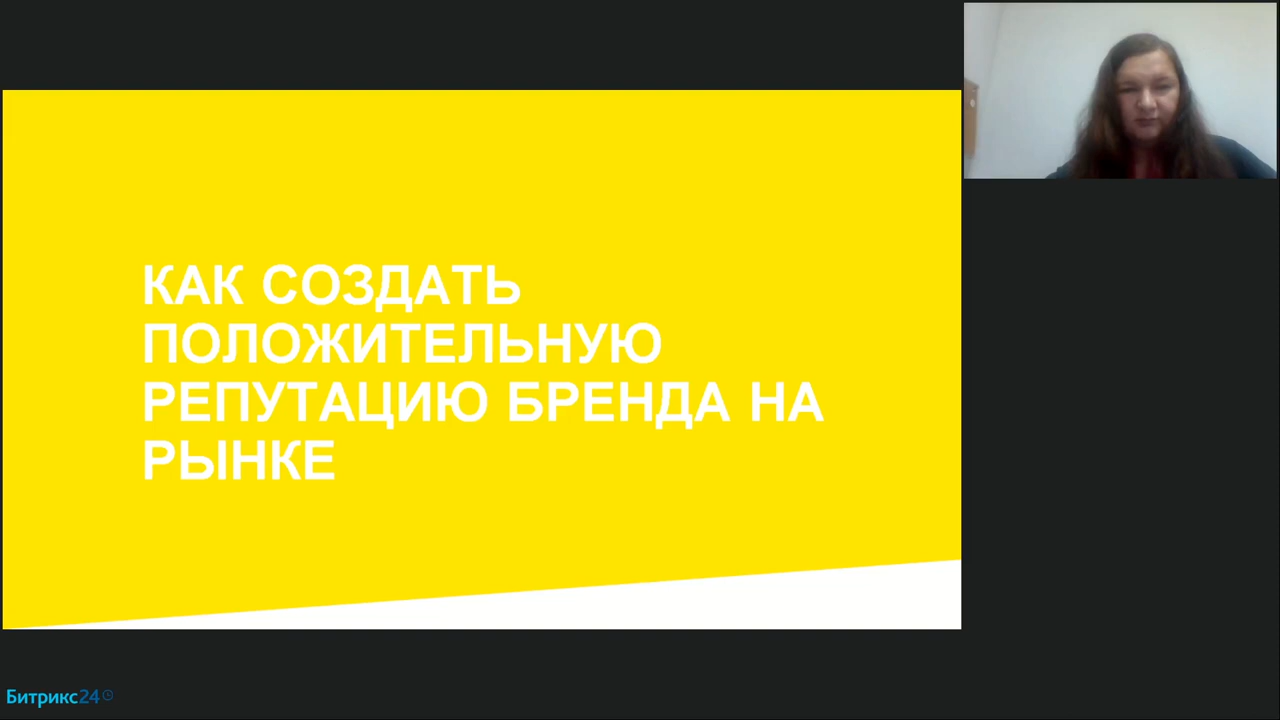 КАК СОЗДАТЬ
ПОЛОЖИТЕЛЬНУЮ
РЕПУТАЦИЮ БРЕНДА НА
РЫНКЕ
Битрикс24